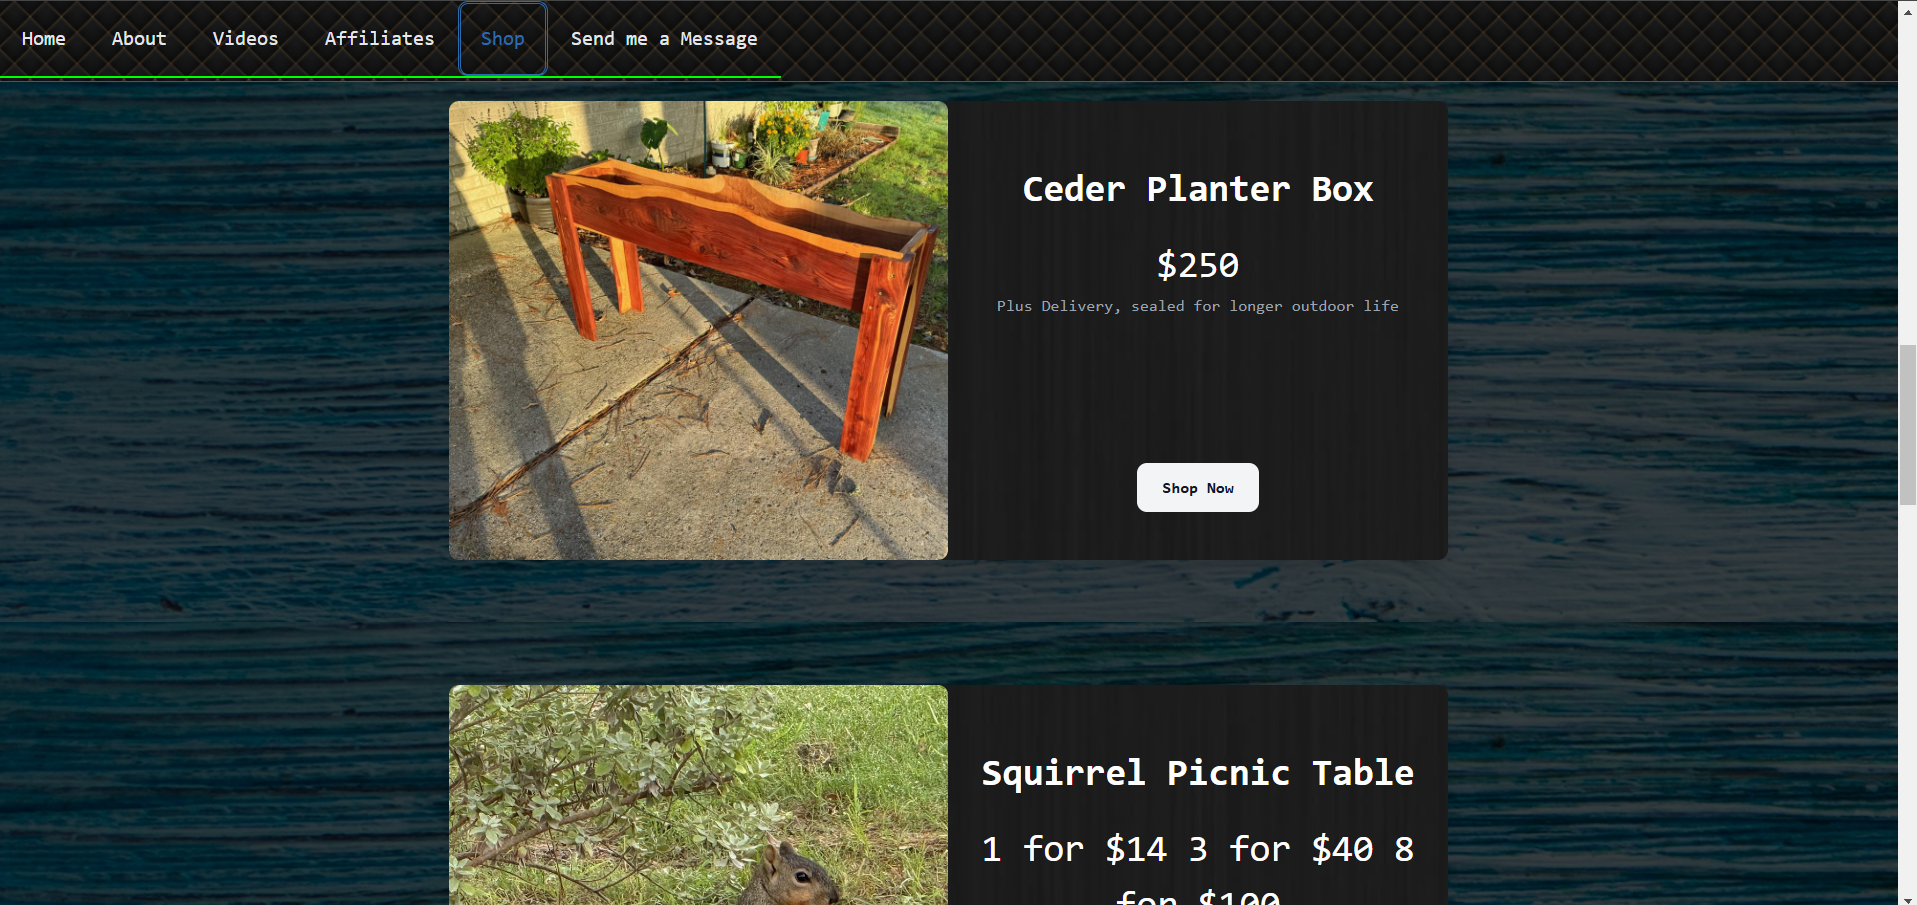 Home About Videos Affiliates Shop Send me a Message
Ceder Planter Box
$250
Plus Delivery, sealed for longer outdoor life
Shop Now
Squirrel Picnic Table
1 for $14 3 for $40 8
for $100